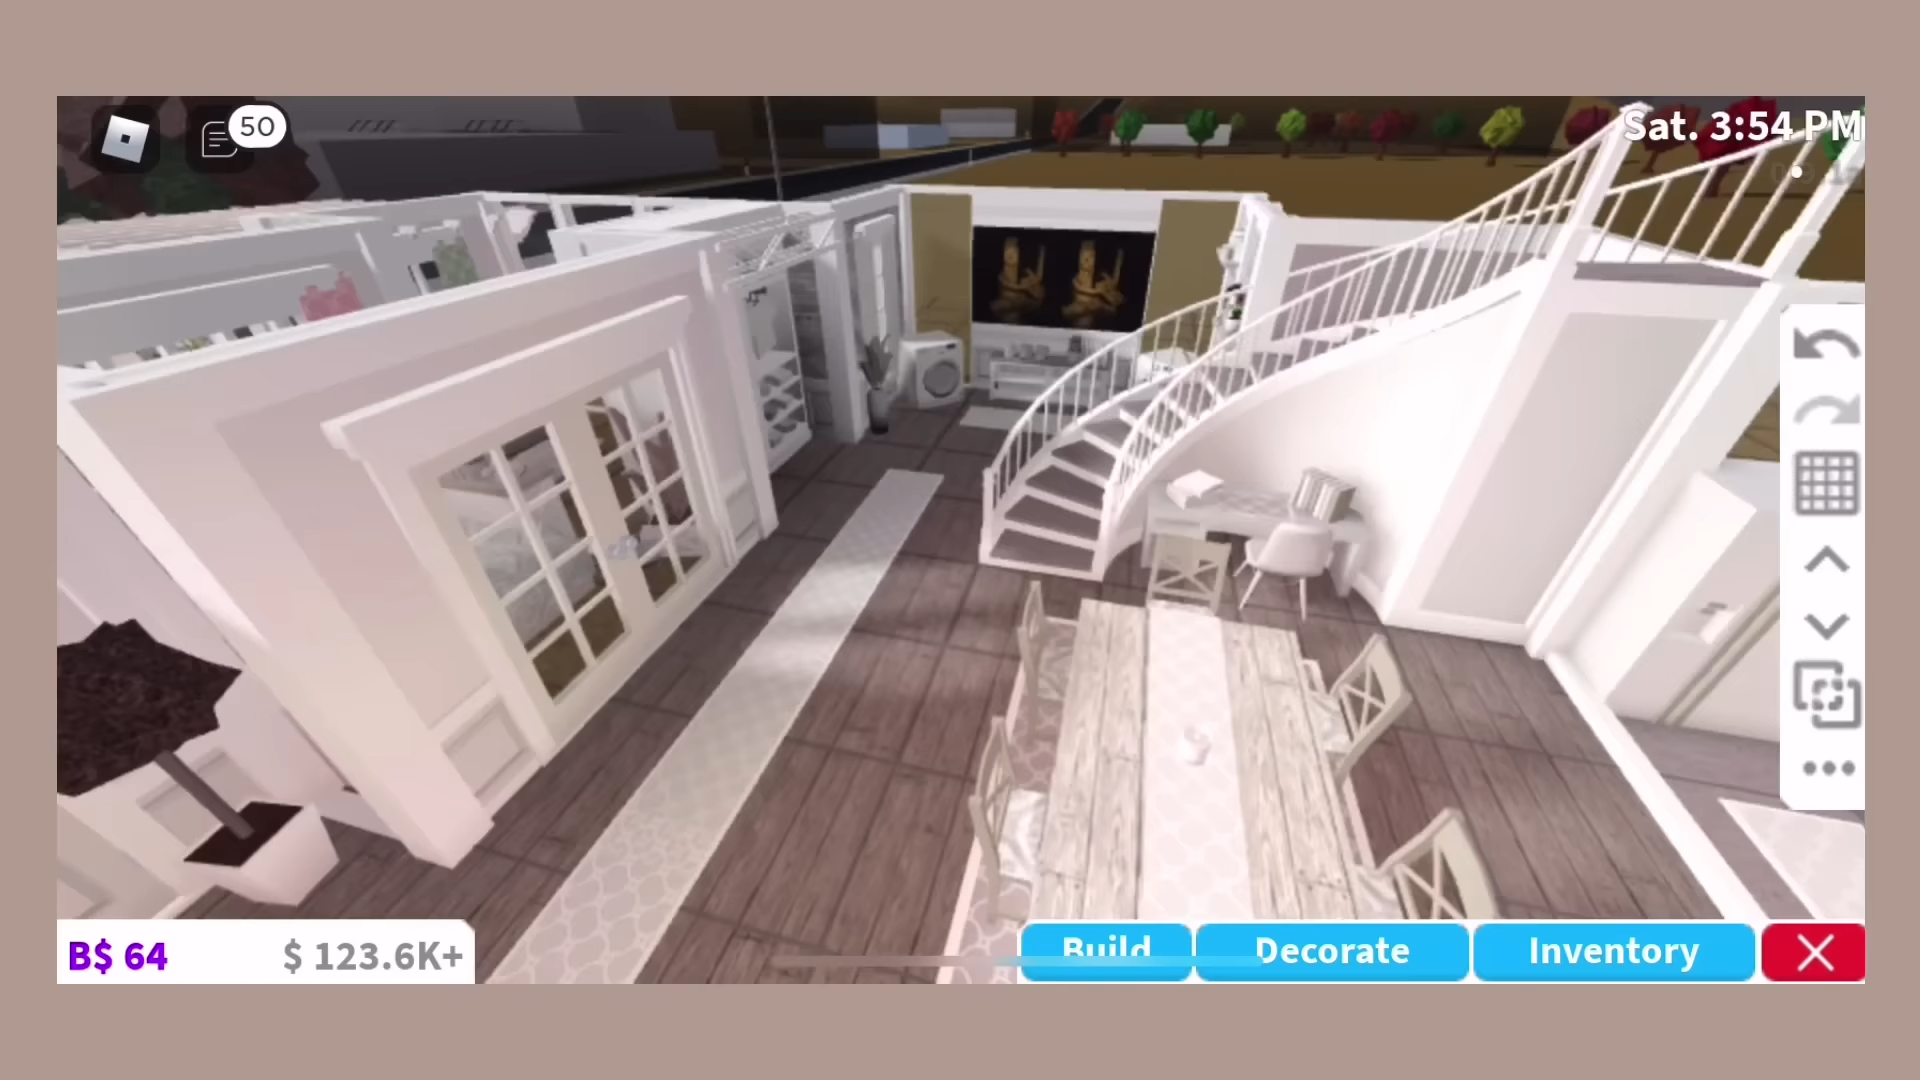 50
Sat. 3:54 PM
B$ 64
$ 123.6K+
Build
Decorate
Inventory